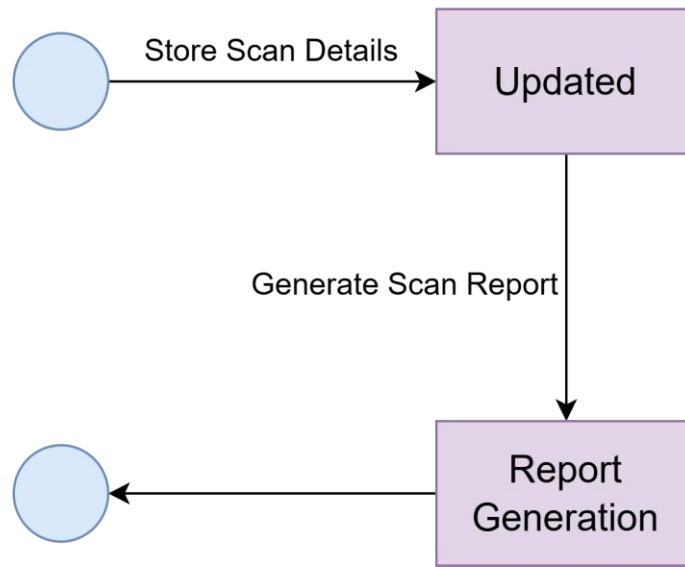 Store Scan Details
Updated
Generate Scan Report
Report
Generation